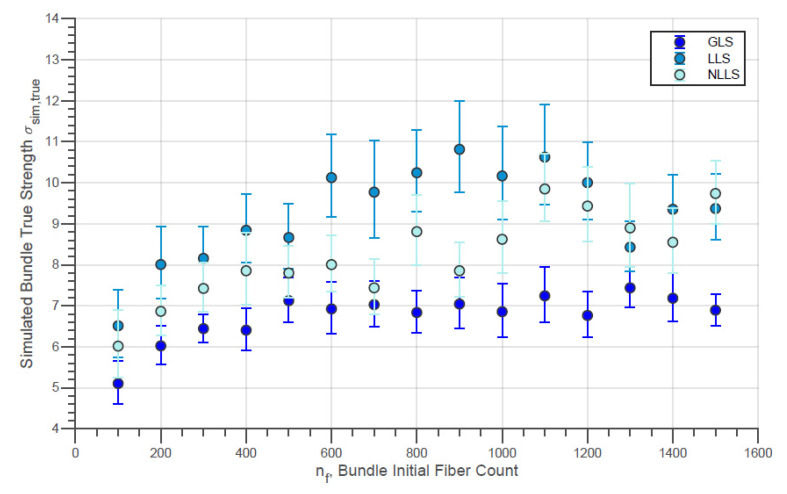 14
13
12
11
10
9
8
7
6
5
4
Simulated Bundle True Strength σsim,true
GLS
LLS
NLLS
0 200 400 600 800 1000 1200 1400 1600
nf, Bundle Initial Fiber Count